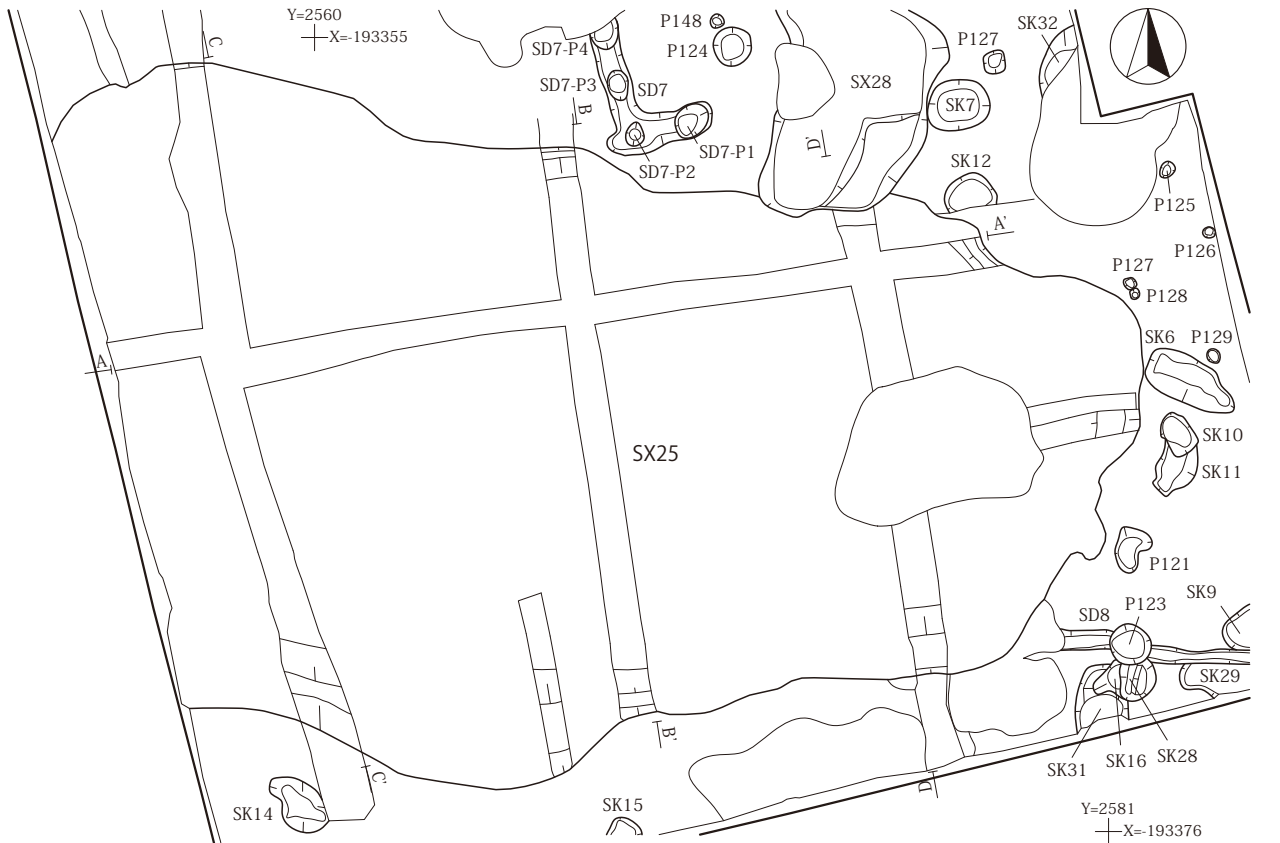 Y=2560
X=-193355
C
SD7-P4
P148
P124
SX28
P127
SK32
SD7-P3
SD7
B
SK7
SD7-P1
SD7-P2
D'
SK12
P125
A'
P126
P127
P128
A
SK6
P129
SX25
SK10
SK11
P121
SK9
SD8
P123
SK29
B'
C'
SK31
SK16
SK28
D
SK14
SK15
Y=2581
X=-193376